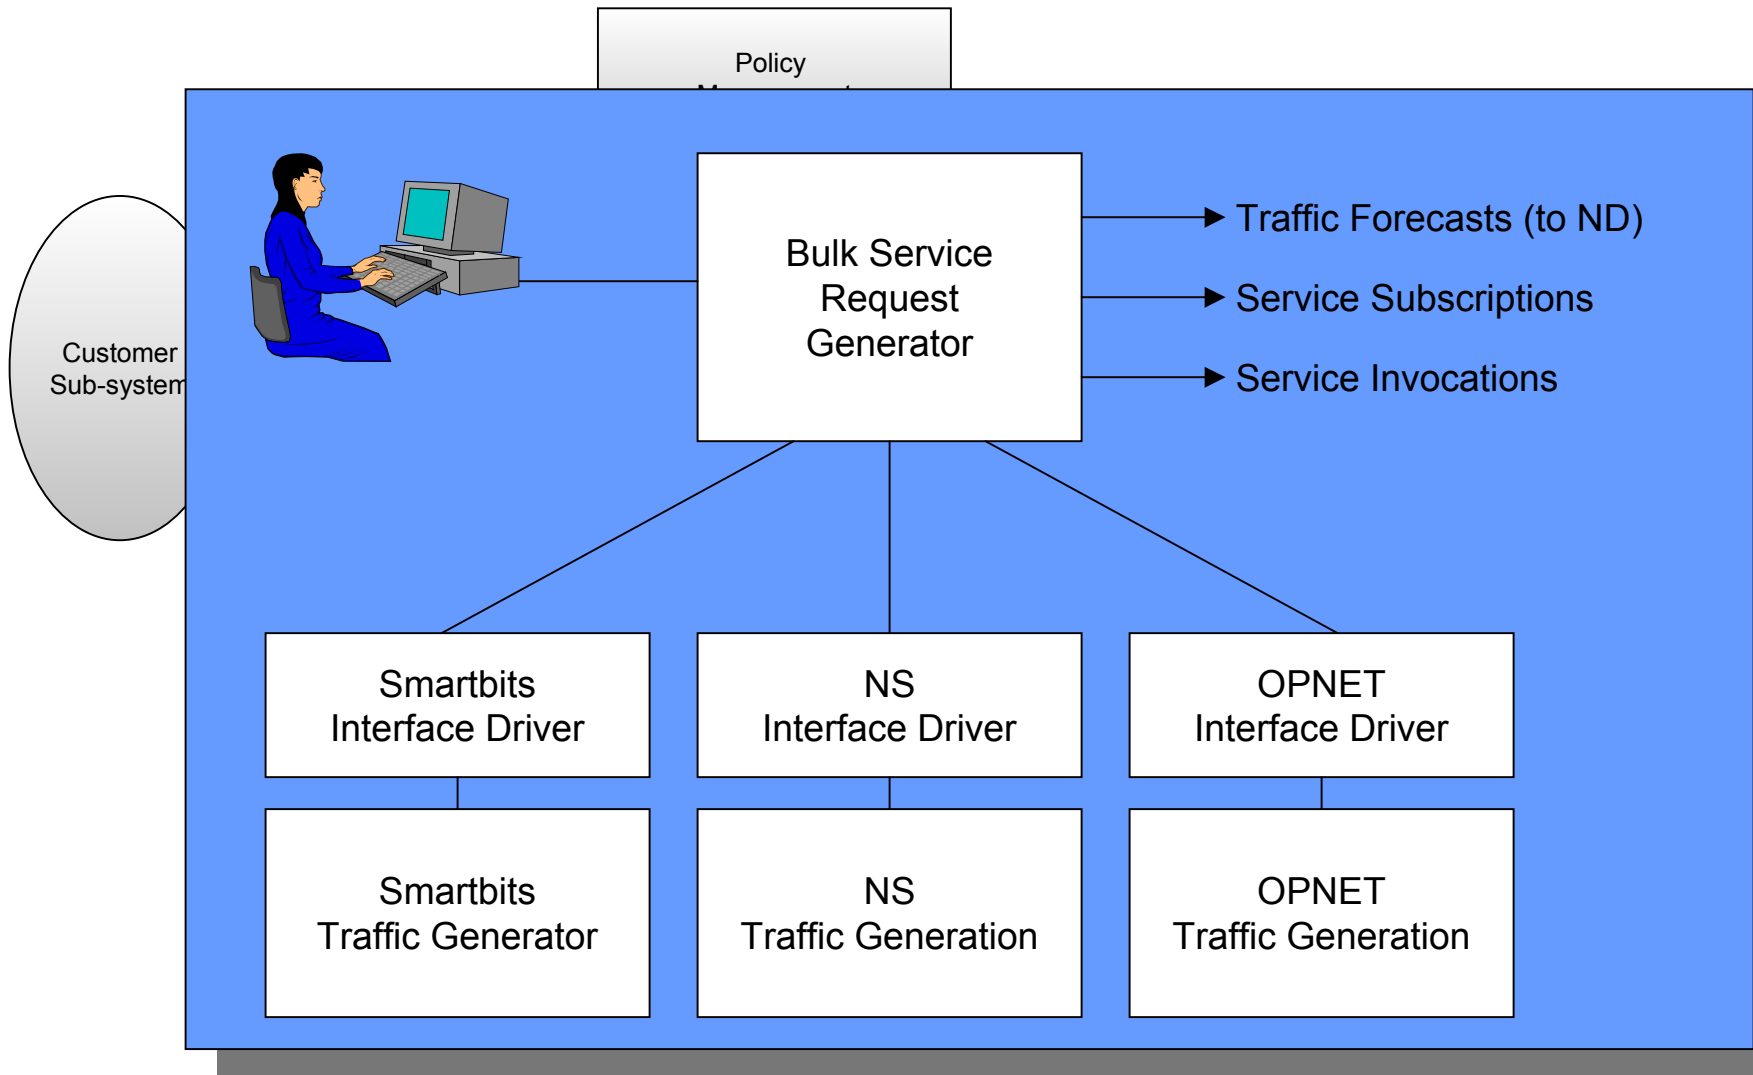 Policy
Bulk Service
Request
Generator
Traffic Forecasts (to ND)
Service Subscriptions
Service Invocations
Customer
Sub-system
Smartbits
Interface Driver
NS
Interface Driver
OPNET
Interface Driver
Smartbits
Traffic Generator
NS
Traffic Generation
OPNET
Traffic Generation